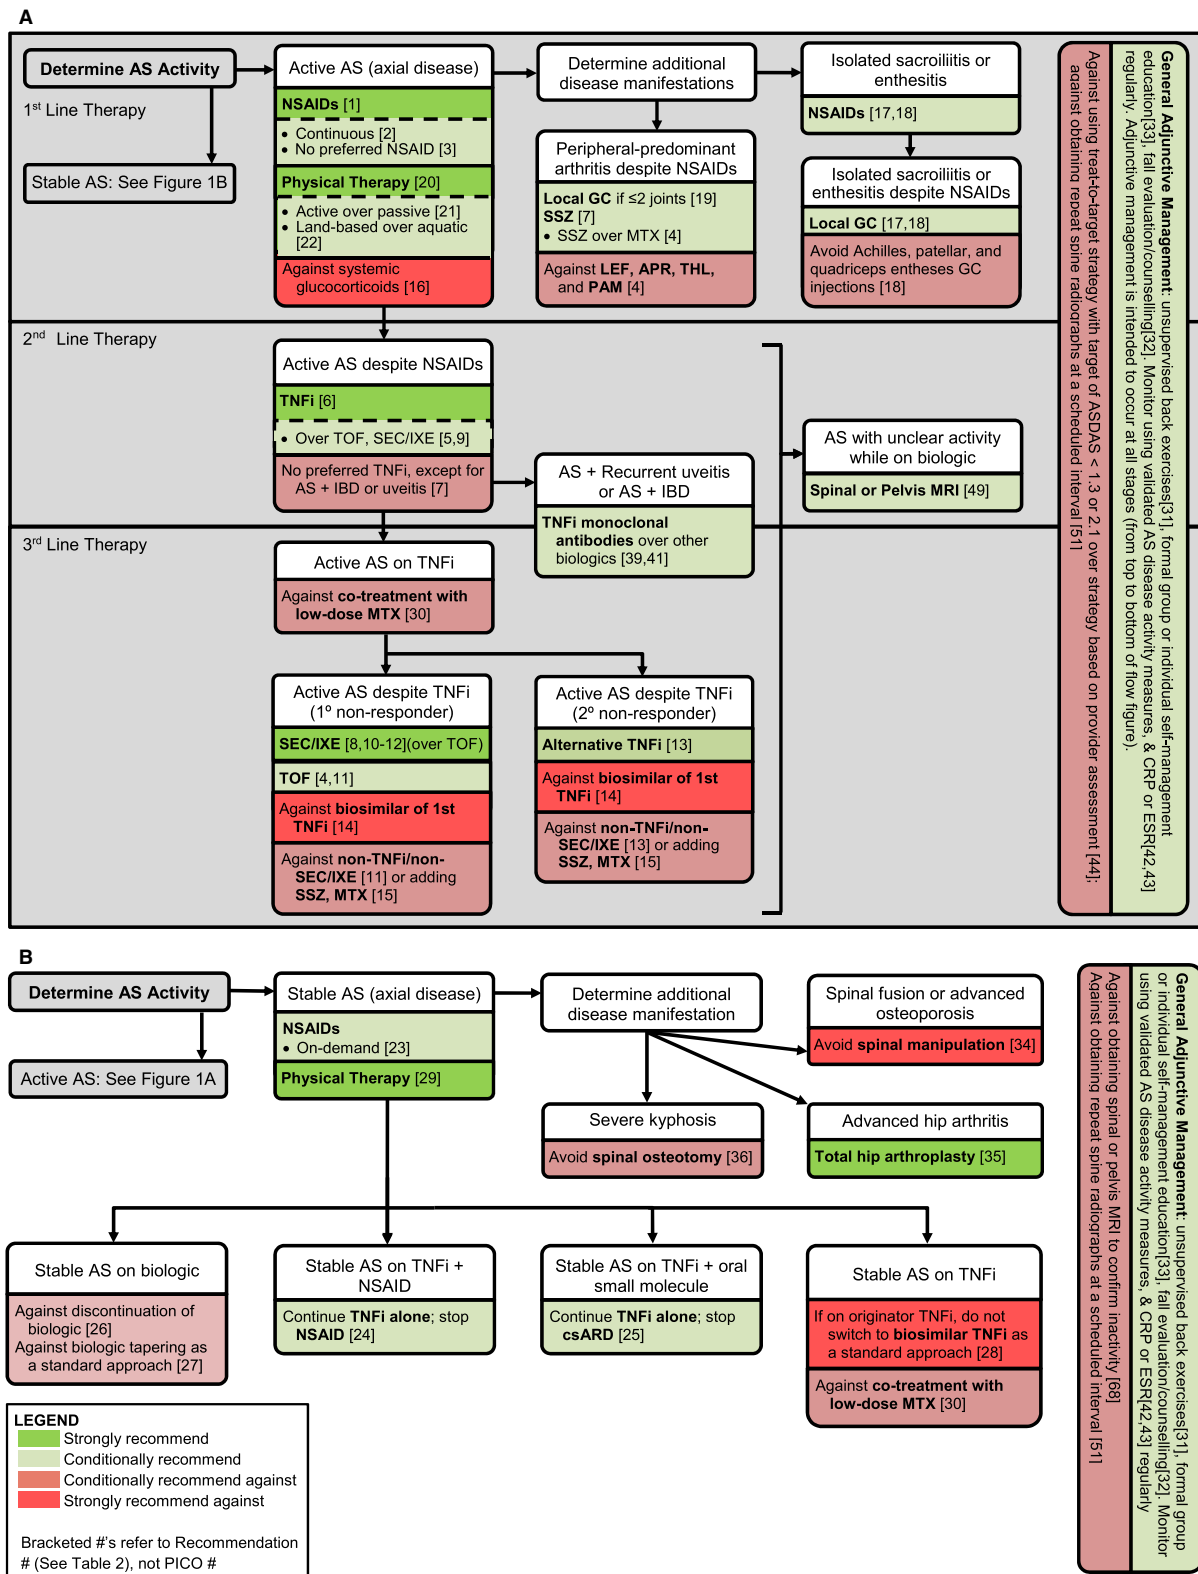 A
Determine AS Activity
1st Line Therapy
Stable AS: See Figure 1B
Active AS (axial disease)
NSAIDs [1]
• Continuous [2]
• No preferred NSAID [3]
Physical Therapy [20]
• Active over passive [21]
• Land-based over aquatic
[22]
Against systemic
glucocorticoids [16]
Determine additional
disease manifestations
Peripheral-predominant
arthritis despite NSAIDs
Local GC if ≤2 joints [19]
SSZ [7]
• SSZ over MTX [4]
Against LEF, APR, THL,
and PAM [4]
Isolated sacroiliitis or
enthesitis
NSAIDs [17,18]
Isolated sacroiliitis or
enthesitis despite NSAIDs
Local GC [17,18]
Avoid Achilles, patellar, and
quadriceps entheses GC
injections [18]
2nd Line Therapy
Active AS despite NSAIDs
TNFi [6]
• Over TOF, SEC/IXE [5,9]
No preferred TNFi, except for
AS + IBD or uveitis [7]
AS + Recurrent uveitis
or AS + IBD
TNFi monoclonal
antibodies over other
biologics [39,41]
AS with unclear activity
while on biologic
Spinal or Pelvis MRI [49]
3rd Line Therapy
Active AS on TNFi
Against co-treatment with
low-dose MTX [30]
Active AS despite TNFi
(1º non-responder)
SEC/IXE [8,10-12](over TOF)
TOF [4,11]
Against biosimilar of 1st
TNFi [14]
Against non-TNFi/non-
SEC/IXE [11] or adding
SSZ, MTX [15]
Active AS despite TNFi
(2º non-responder)
Alternative TNFi [13]
Against biosimilar of 1st
TNFi [14]
Against non-TNFi/non-
SEC/IXE [13] or adding
SSZ, MTX [15]
General Adjunctive Management: unsupervised back exercises[31], formal group or individual self-management
education[33], fall evaluation/counselling[32]. Monitor using validated AS disease activity measures, & CRP or ESR[42,43]
regularly. Adjunctive management is intended to occur at all stages (from top to bottom of flow figure).
Against using treat-to-target strategy with target of ASDAS < 1.3 or 2.1 over strategy based on provider assessment [44];
against obtaining repeat spine radiographs at a scheduled interval [51]
B
Determine AS Activity
Active AS: See Figure 1A
Stable AS (axial disease)
NSAIDs
• On-demand [23]
Physical Therapy [29]
Determine additional
disease manifestation
Spinal fusion or advanced
osteoporosis
Avoid spinal manipulation [34]
Severe kyphosis
Avoid spinal osteotomy [36]
Advanced hip arthritis
Total hip arthroplasty [35]
Stable AS on biologic
Against discontinuation of
biologic [26]
Against biologic tapering as
a standard approach [27]
Stable AS on TNFi +
NSAID
Continue TNFi alone; stop
NSAID [24]
Stable AS on TNFi + oral
small molecule
Continue TNFi alone; stop
csARD [25]
Stable AS on TNFi
If on originator TNFi, do not
switch to biosimilar TNFi as
a standard approach [28]
Against co-treatment with
low-dose MTX [30]
General Adjunctive Management: unsupervised back exercises[31], formal group
or individual self-management education[33], fall evaluation/counselling[32]. Monitor
using validated AS disease activity measures, & CRP or ESR[42,43] regularly
Against obtaining spinal or pelvis MRI to confirm inactivity [68]
Against obtaining repeat spine radiographs at a scheduled interval [51]
LEGEND
Strongly recommend
Conditionally recommend
Conditionally recommend against
Strongly recommend against
Bracketed #'s refer to Recommendation
# (See Table 2), not PICO #